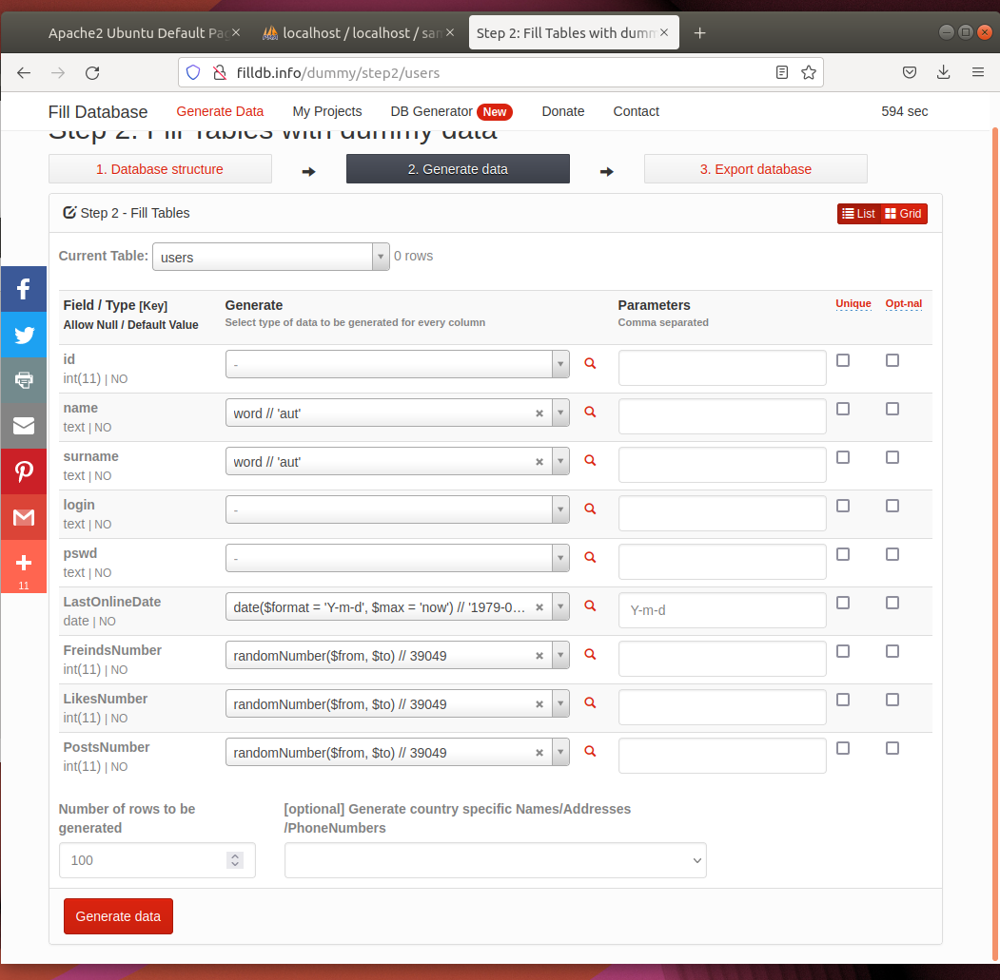 Apache2 Ubuntu Default Pag
localhost / localhost / sam
Step 2: Fill Tables with dumm
filldb.info/dummy/step2/users
Fill Database
Generate Data
My Projects
DB Generator New
Donate
Contact
594 sec
Step 2: Fill Tables with dummy data
1. Database structure
2. Generate data
3. Export database
Step 2 - Fill Tables
List
Grid
Current Table: users 0 rows
Field / Type [Key]
Allow Null / Default Value
Generate
Select type of data to be generated for every column
Parameters
Comma separated
Unique
Opt-nal
id
int(11) | NO
-
name
text | NO
word // 'aut'
surname
text | NO
word // 'aut'
login
text | NO
-
pswd
text | NO
-
LastOnlineDate
date | NO
date($format = 'Y-m-d', $max = 'now') // '1979-0...
Y-m-d
FreindsNumber
int(11) | NO
randomNumber($from, $to) // 39049
LikesNumber
int(11) | NO
randomNumber($from, $to) // 39049
PostsNumber
int(11) | NO
randomNumber($from, $to) // 39049
11
Number of rows to be
generated
100
[optional] Generate country specific Names/Addresses
/PhoneNumbers
Generate data